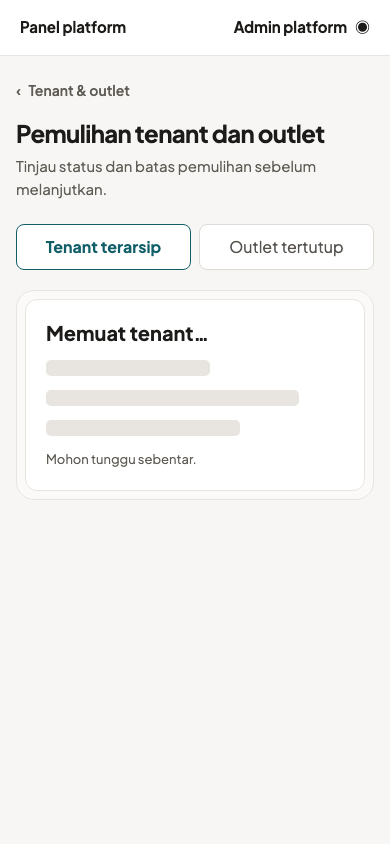 Panel platform
Admin platform
‹ Tenant & outlet
Pemulihan tenant dan outlet
Tinjau status dan batas pemulihan sebelum
melanjutkan.
Tenant terarsip
Outlet tertutup
Memuat tenant…
Mohon tunggu sebentar.